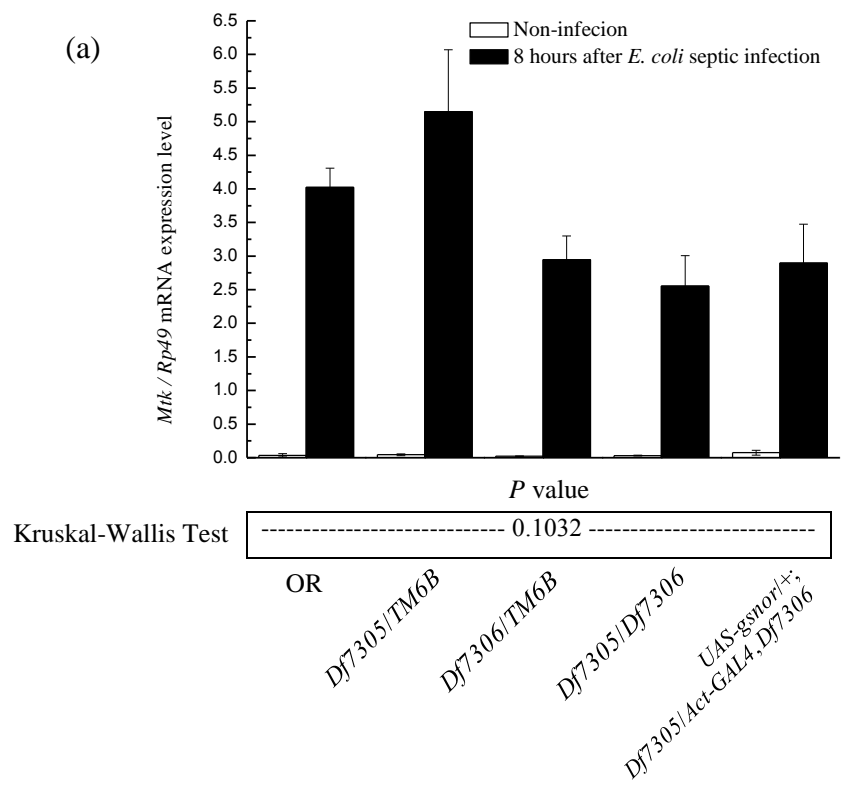 (a)
Non-infecion
8 hours after E. coli septic infection
Mtk / Rp49 mRNA expression level
6.5
6.0
5.5
5.0
4.5
4.0
3.5
3.0
2.5
2.0
1.5
1.0
0.5
0.0
P value
Kruskal-Wallis Test
0.1032
OR
Df7305/TM6B
Df7306/TM6B
Df7305/Df7306
UAS-gsnor/+;
Df7305/Act-GAL4,Df7306